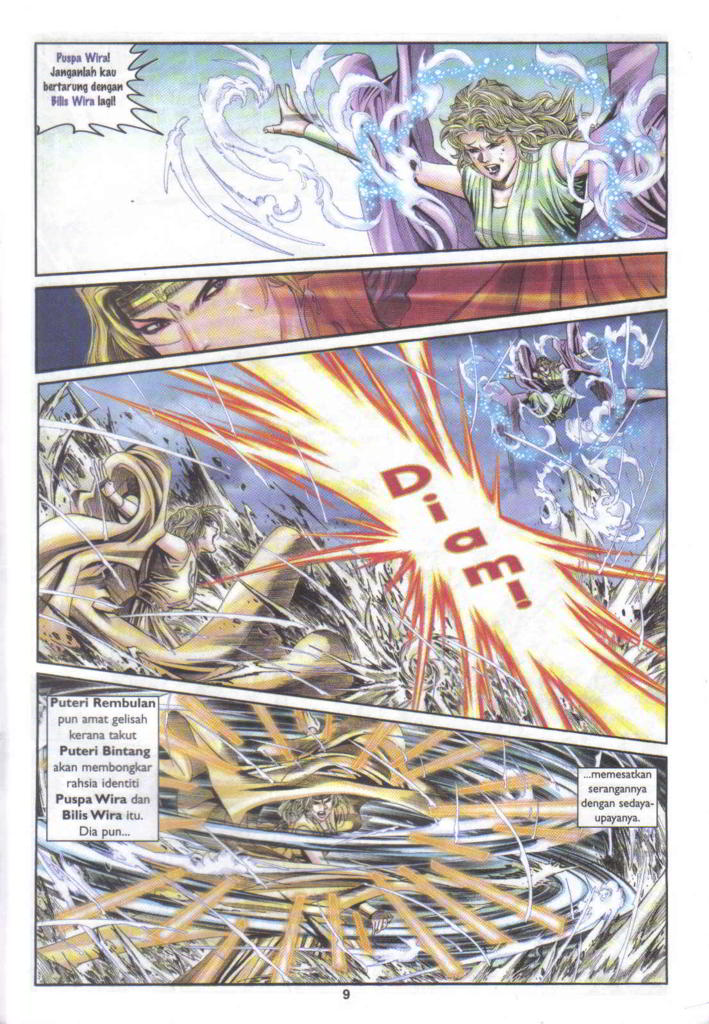 Puspa Wira!
Janganlah kau
bertarung dengan
Bilis Wira lagi!
Diam!
Puteri Rembulan
pun amat gelisah
kerana takut
Puteri Bintang
akan membongkar
rahsia identiti
Puspa Wira dan
Bilis Wira itu.
Dia pun...
...memesatkan
serangannya
dengan sedaya-
upayanya.
9